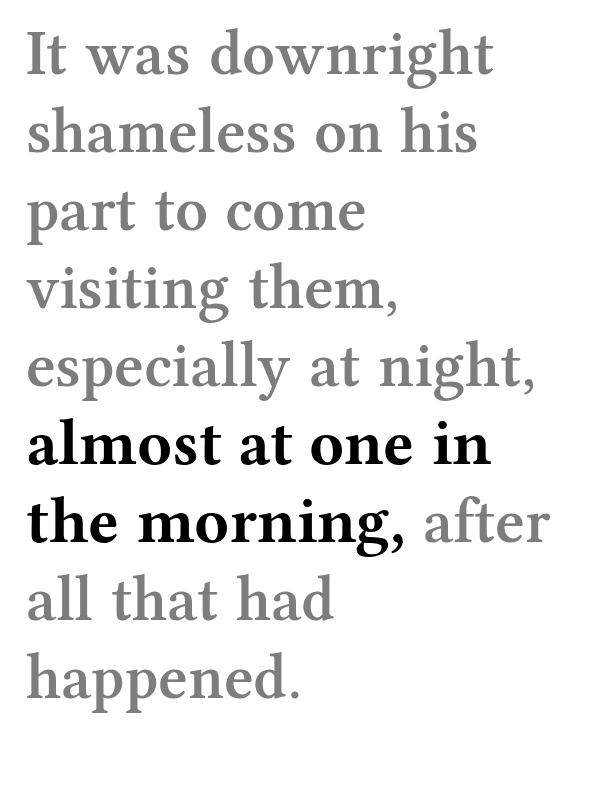 It was downright
shameless on his
part to come
visiting them,
especially at night,
almost at one in
the morning, after
all that had
happened.